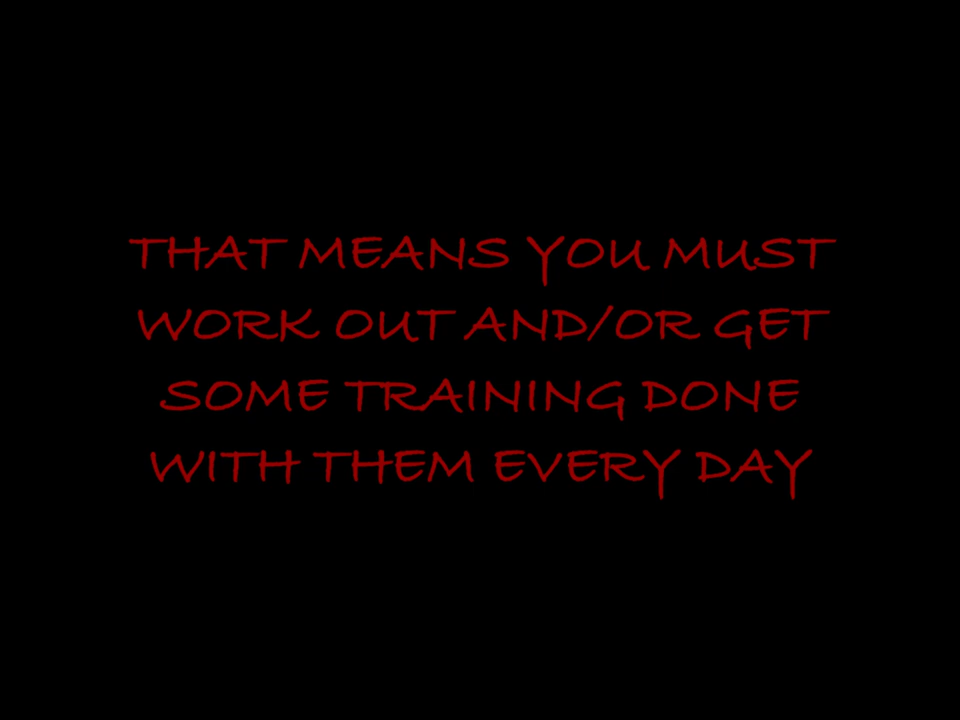 THAT MEANS YOU MUST
WORK OUT AND/OR GET
SOME TRAINING DONE
WITH THEM EVERY DAY